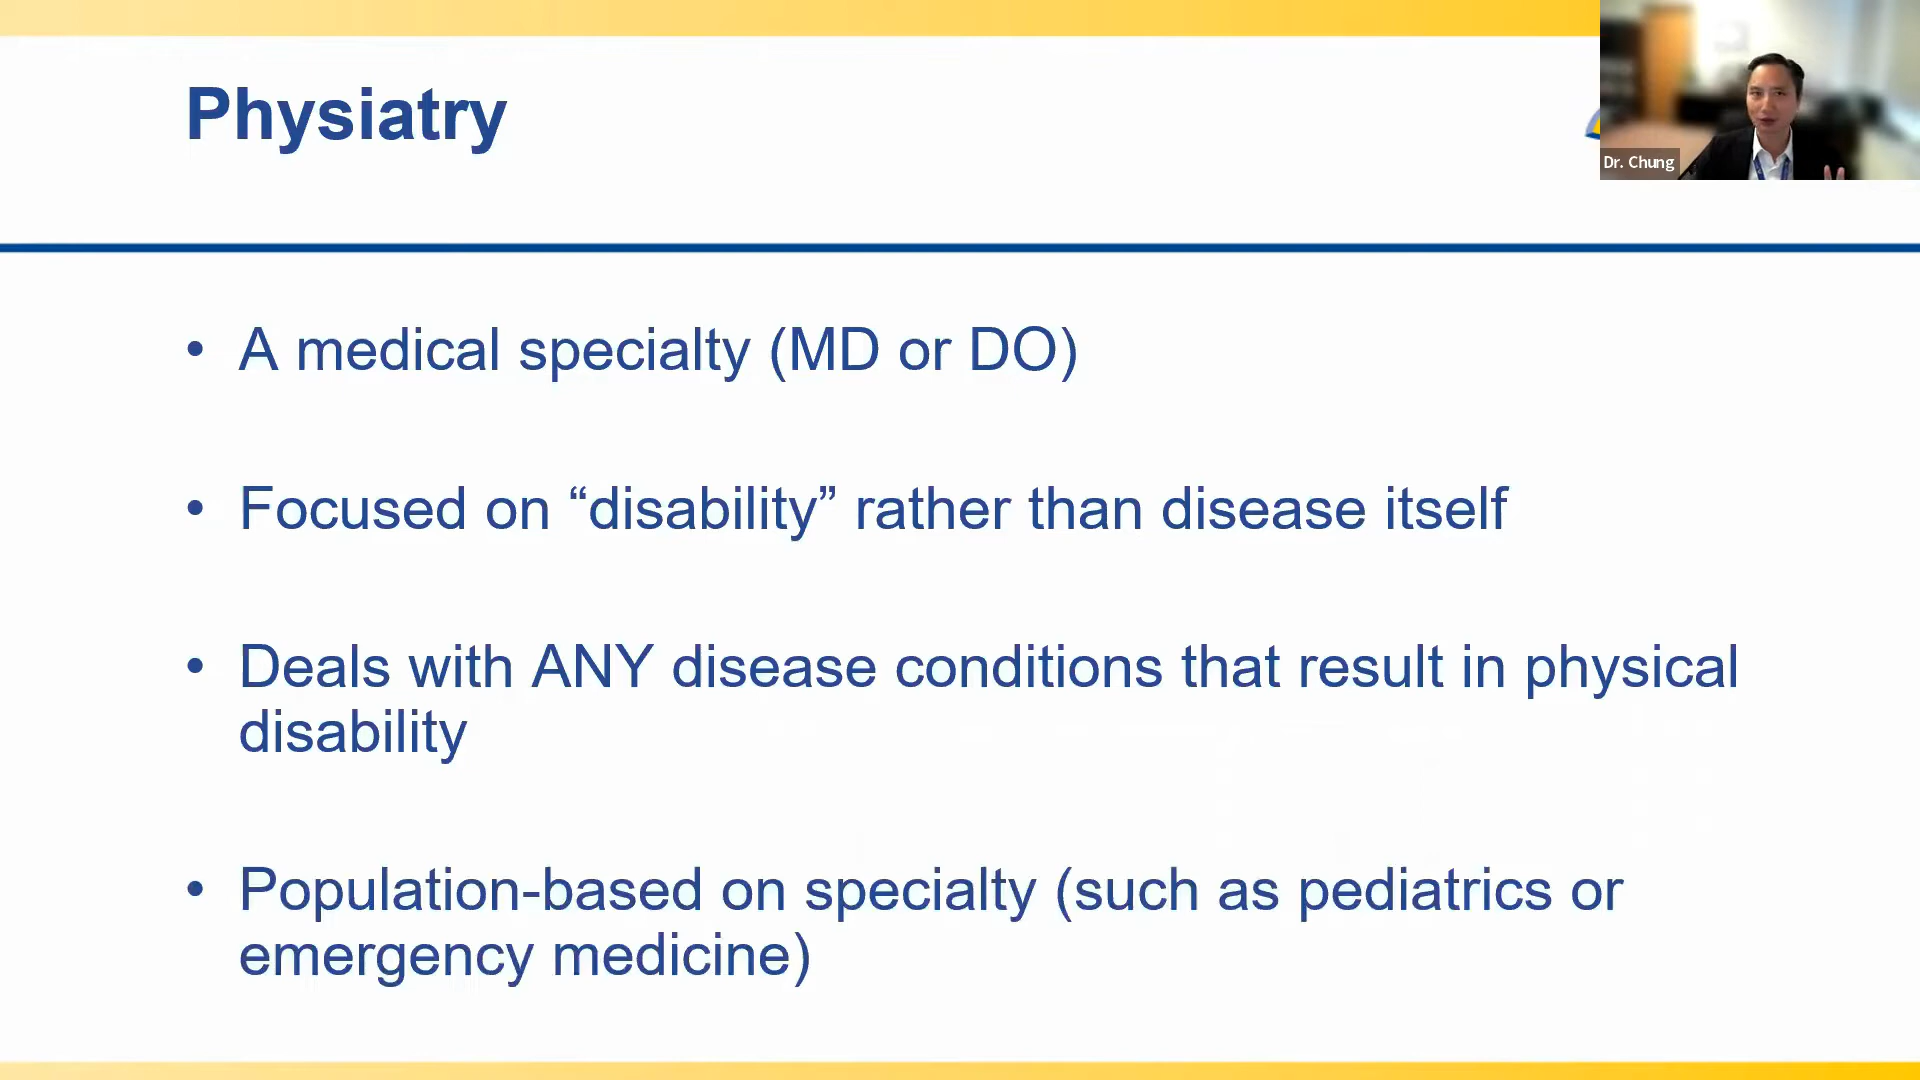 Physiatry
Dr. Chung
• A medical specialty (MD or DO)
• Focused on “disability” rather than disease itself
• Deals with ANY disease conditions that result in physical
disability
• Population-based on specialty (such as pediatrics or
emergency medicine)